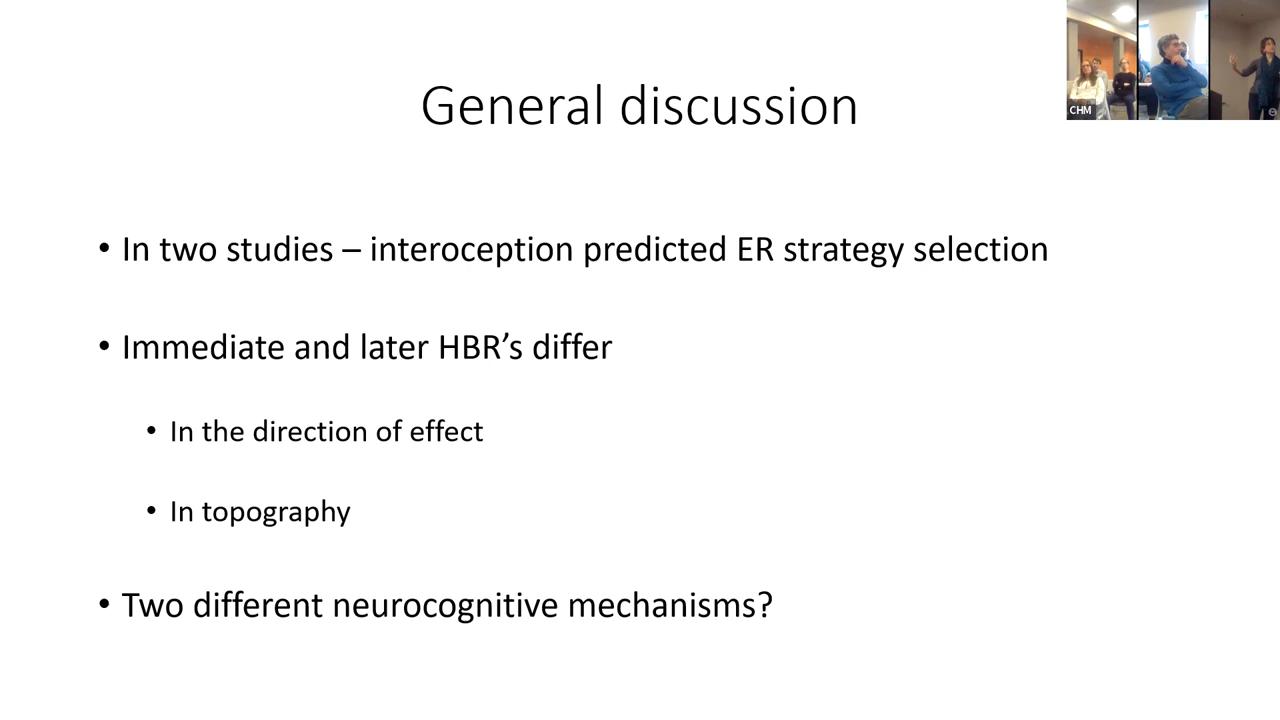 CHM
General discussion
• In two studies – interoception predicted ER strategy selection
• Immediate and later HBR’s differ
• In the direction of effect
• In topography
• Two different neurocognitive mechanisms?